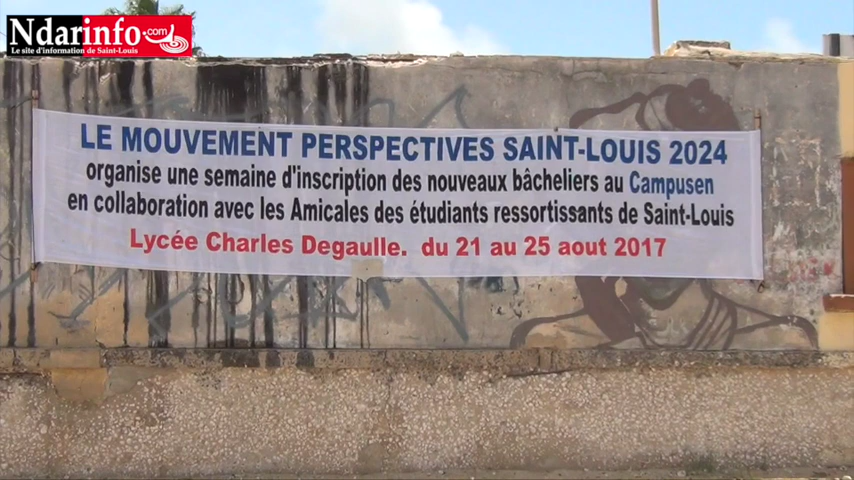 Ndarinfo.com
Le site d'information de Saint-Louis
LE MOUVEMENT PERSPECTIVES SAINT-LOUIS 2024
organise une semaine d'inscription des nouveaux bâcheliers au Campusen
en collaboration avec les Amicales des étudiants ressortissants de Saint-Louis
Lycée Charles Degaulle. du 21 au 25 aout 2017